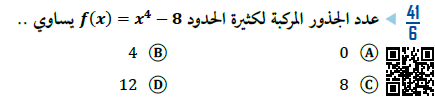 41/6 عدد الجذور المركبة لكثيرة الحدود f(x) = x⁴ − 8 يساوي ..
0 Ⓐ 4 Ⓑ
8 Ⓒ 12 Ⓓ